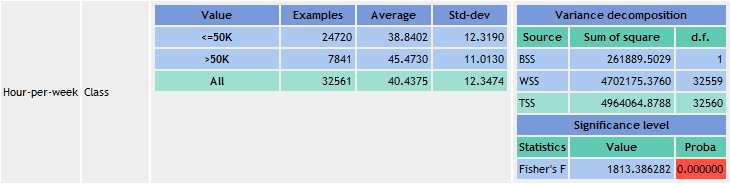 Value Examples Average Std-dev
<=50K 24720 38.8402 12.3190
>50K 7841 45.4730 11.0130
All 32561 40.4375 12.3474
Hour-per-week Class
Variance decomposition
Source Sum of square d.f.
BSS 261889.5029 1
WSS 4702175.3760 32559
TSS 4964064.8788 32560
Significance level
Statistics Value Proba
Fisher's F 1813.386282 0.000000